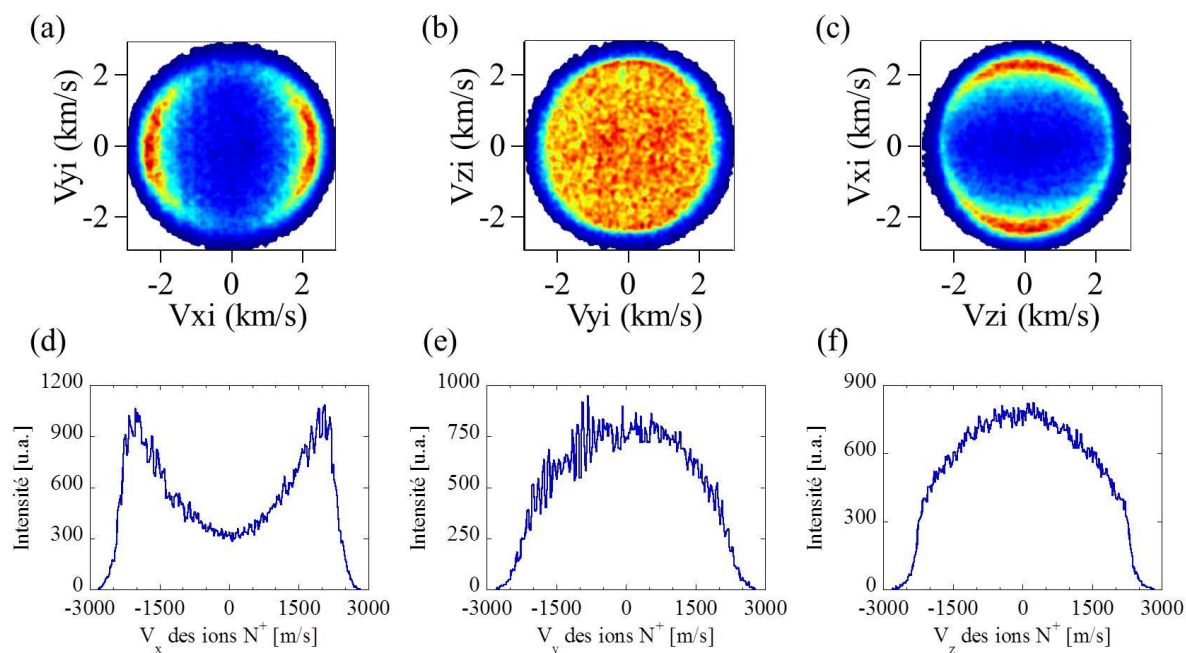 (a)
(b)
(c)
Vyi (km/s)
2
0
-2
-2 0 2
Vxi (km/s)
Vzi (km/s)
2
0
-2
-2 0 2
Vyi (km/s)
Vxi (km/s)
2
0
-2
-2 0 2
Vzi (km/s)
(d)
(e)
(f)
Intensité [u.a.]
1200
900
600
300
0
-3000 -1500 0 1500 3000
V_x des ions N⁺ [m/s]
Intensité [u.a.]
1000
750
500
250
0
-3000 -1500 0 1500 3000
V_y des ions N⁺ [m/s]
Intensité [u.a.]
900
600
300
0
-3000 -1500 0 1500 3000
V_z des ions N⁺ [m/s]